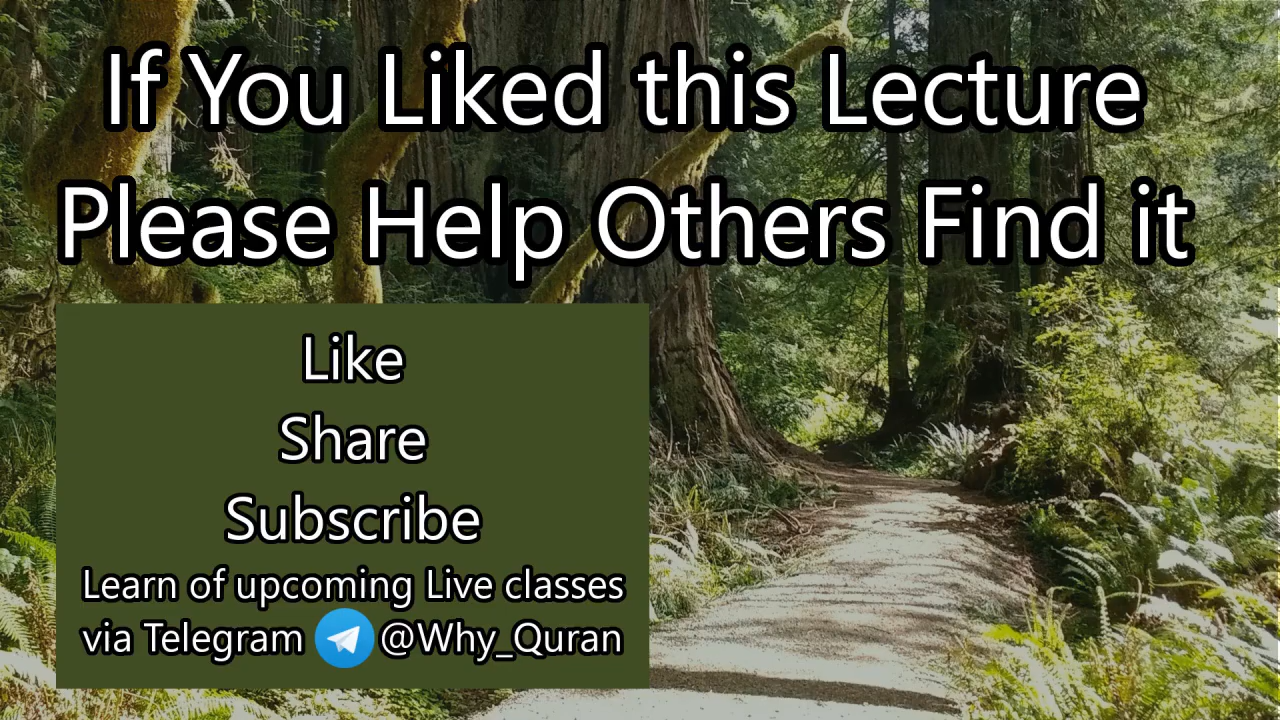 If You Liked this Lecture
Please Help Others Find it
Like
Share
Subscribe
Learn of upcoming Live classes
via Telegram @Why_Quran